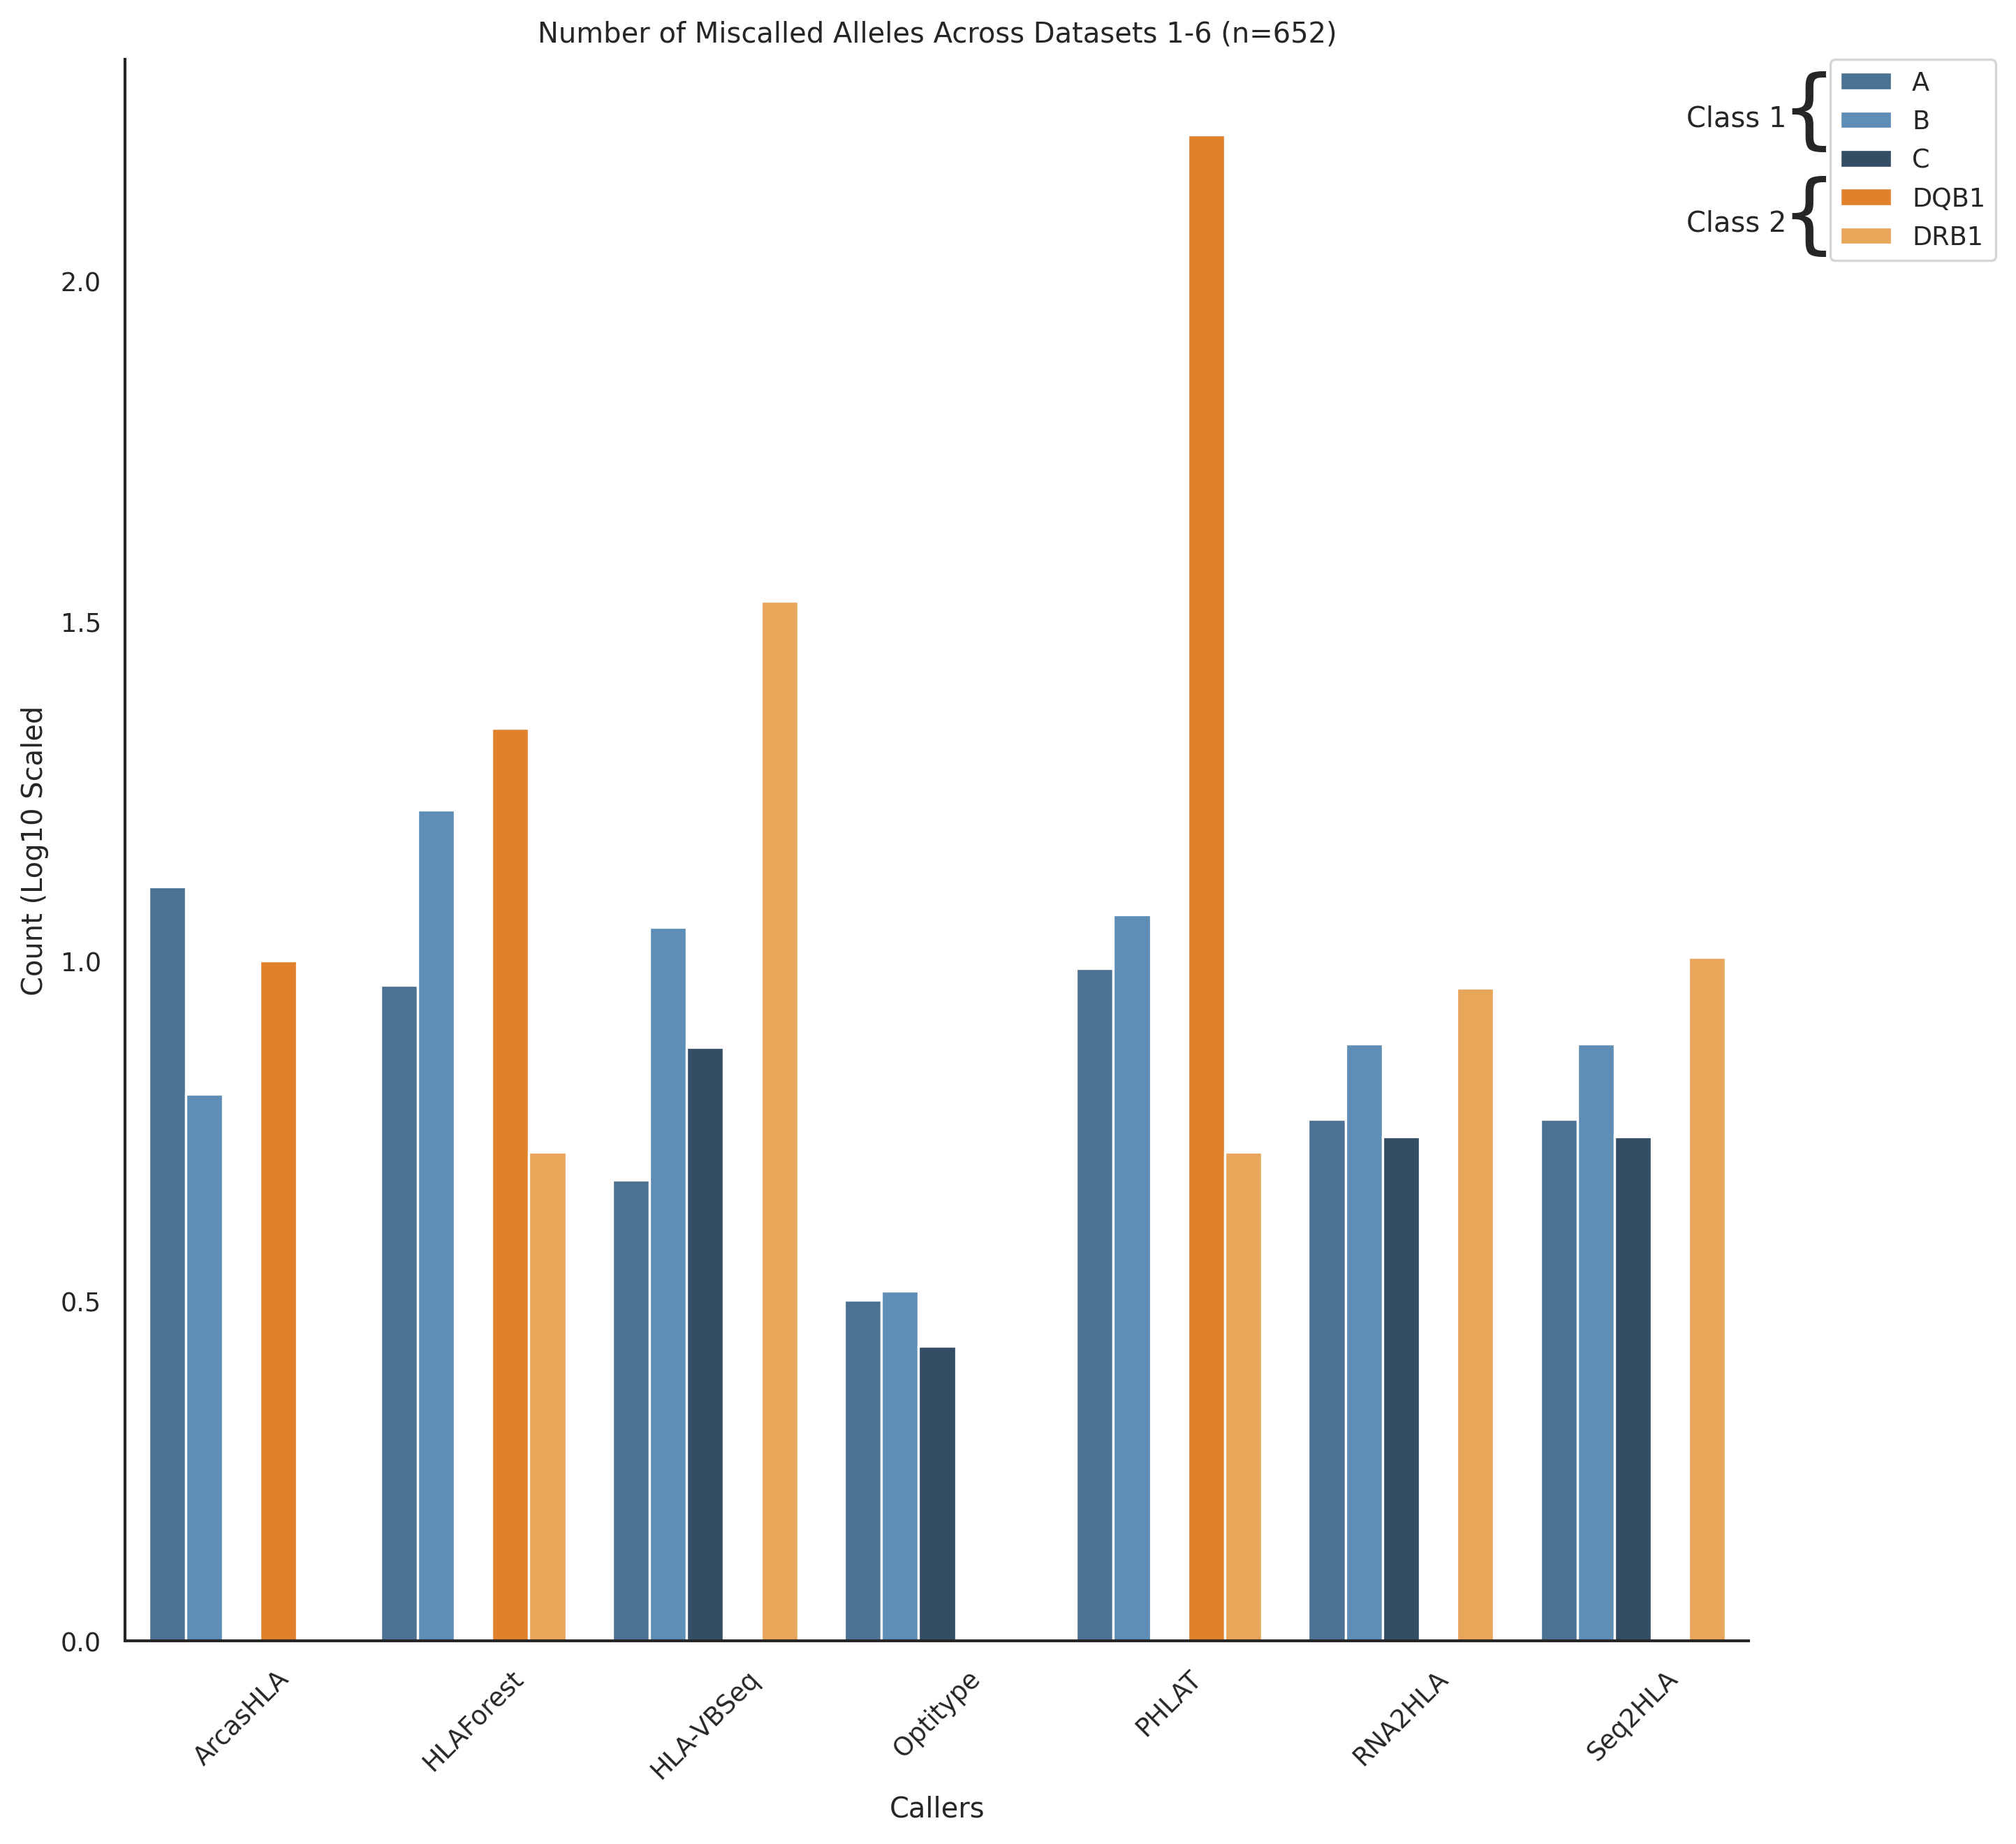 Number of Miscalled Alleles Across Datasets 1-6 (n=652)
Class 1 {
Class 2 {
A
B
C
DQB1
DRB1
Count (Log10 Scaled
2.0
1.5
1.0
0.5
0.0
ArcasHLA
HLAForest
HLA-VBSeq
Optitype
PHLAT
RNA2HLA
Seq2HLA
Callers